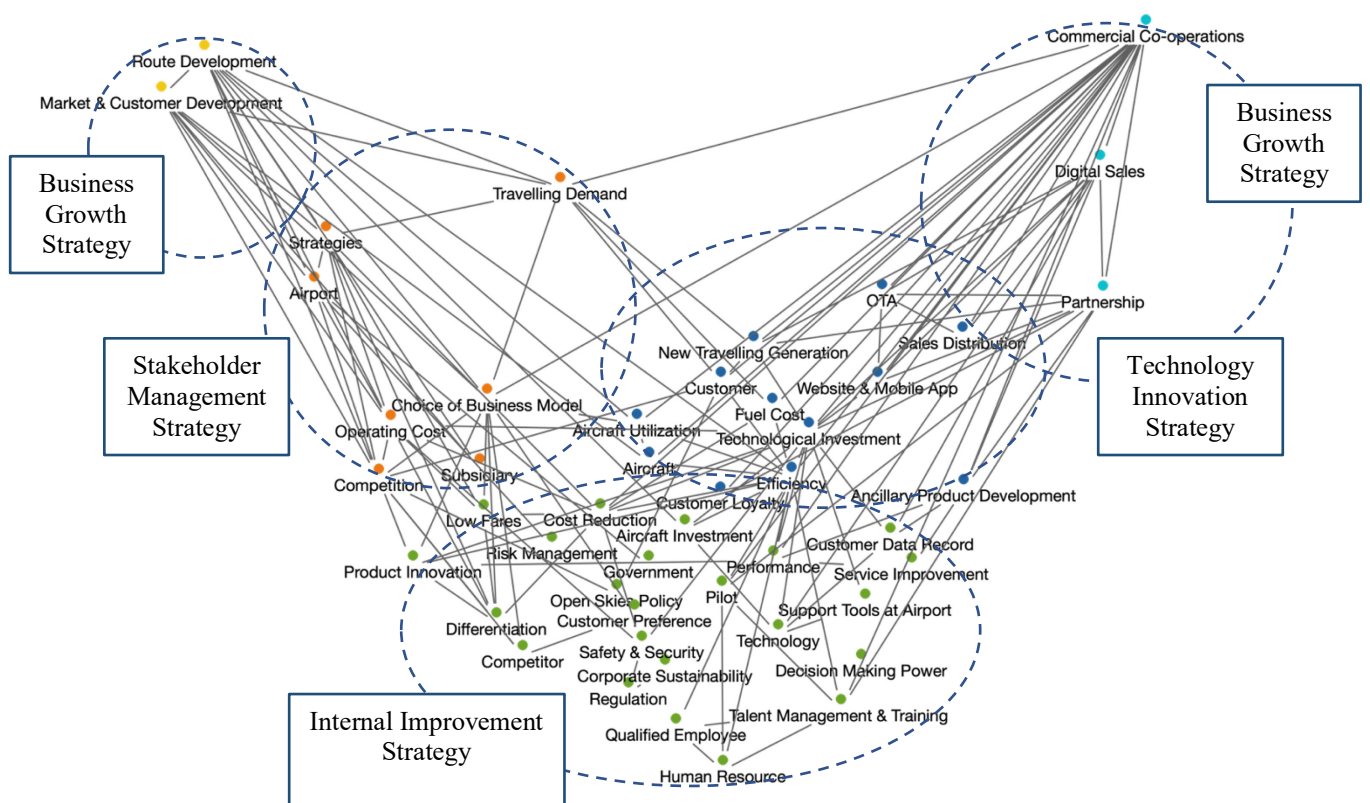 Commercial Co-operations
Route Development
Market & Customer Development
Business
Growth
Strategy
Business
Growth
Strategy
Digital Sales
Travelling Demand
Strategies
Airport
OTA
Partnership
Sales Distribution
New Travelling Generation
Stakeholder
Management
Strategy
Technology
Innovation
Strategy
Customer
Website & Mobile App
Choice of Business Model
Fuel Cost
Operating Cost
Aircraft Utilization
Technological Investment
Competition
Subsidiary
Aircraft
Efficiency
Customer Loyalty
Ancillary Product Development
Low Fares
Cost Reduction
Aircraft Investment
Customer Data Record
Risk Management
Product Innovation
Government
Performance
Service Improvement
Open Skies Policy
Pilot
Support Tools at Airport
Customer Preference
Differentiation
Technology
Competitor
Safety & Security
Decision Making Power
Corporate Sustainability
Regulation
Talent Management & Training
Qualified Employee
Internal Improvement
Strategy
Human Resource